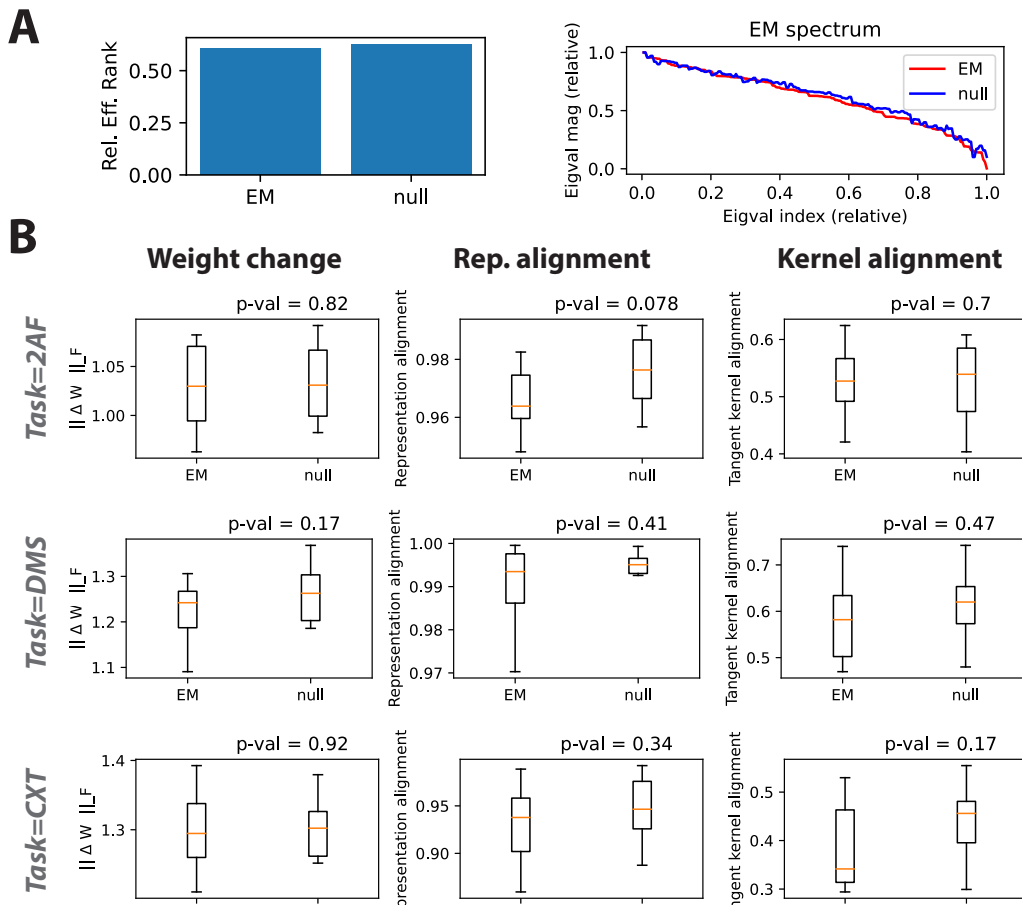 A
Rel. Eff. Rank
0.50
0.25
0.00
EM
null
EM spectrum
Eigval mag (relative)
1.0
0.5
0.0
EM
null
0.0 0.2 0.4 0.6 0.8 1.0
Eigval index (relative)
B
Weight change
Rep. alignment
Kernel alignment
Task=2AF
p-val = 0.82
|| Δ W ||_F
1.05
1.00
EM
null
p-val = 0.078
Representation alignment
0.98
0.96
EM
null
p-val = 0.7
Tangent kernel alignment
0.6
0.5
0.4
EM
null
Task=DMS
p-val = 0.17
|| Δ W ||_F
1.3
1.2
1.1
EM
null
p-val = 0.41
Representation alignment
1.00
0.99
0.98
0.97
EM
null
p-val = 0.47
Tangent kernel alignment
0.7
0.6
0.5
EM
null
Task=CXT
p-val = 0.92
|| Δ W ||_F
1.4
1.3
p-val = 0.34
presentation alignment
0.95
0.90
p-val = 0.17
ngent kernel alignment
0.5
0.4
0.3